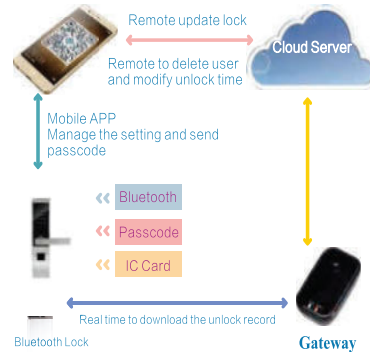 Remote update lock
Cloud Server
Remote to delete user
and modify unlock time
Mobile APP
Manage the setting and send
passcode
Bluetooth
Passcode
IC Card
Real time to download the unlock record
Bluetooth Lock
Gateway